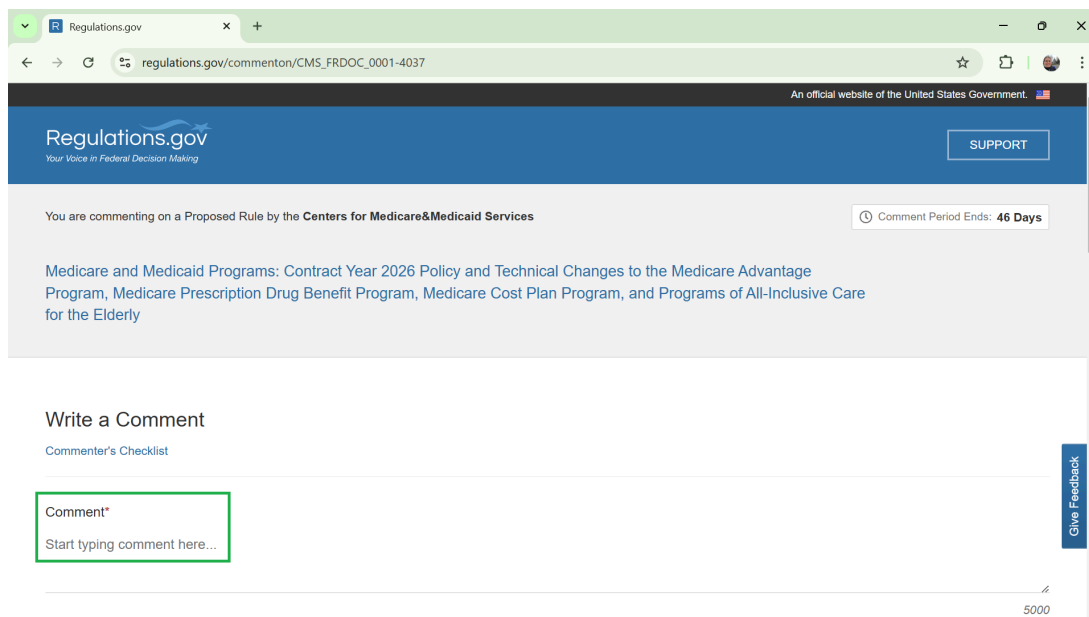 Regulations.gov
regulations.gov/commenton/CMS_FRDOC_0001-4037
An official website of the United States Government.
Regulations.gov
Your Voice in Federal Decision Making
SUPPORT
You are commenting on a Proposed Rule by the Centers for Medicare&Medicaid Services
Comment Period Ends: 46 Days
Medicare and Medicaid Programs: Contract Year 2026 Policy and Technical Changes to the Medicare Advantage
Program, Medicare Prescription Drug Benefit Program, Medicare Cost Plan Program, and Programs of All-Inclusive Care
for the Elderly
Write a Comment
Commenter's Checklist
Give Feedback
Comment*
Start typing comment here...
5000